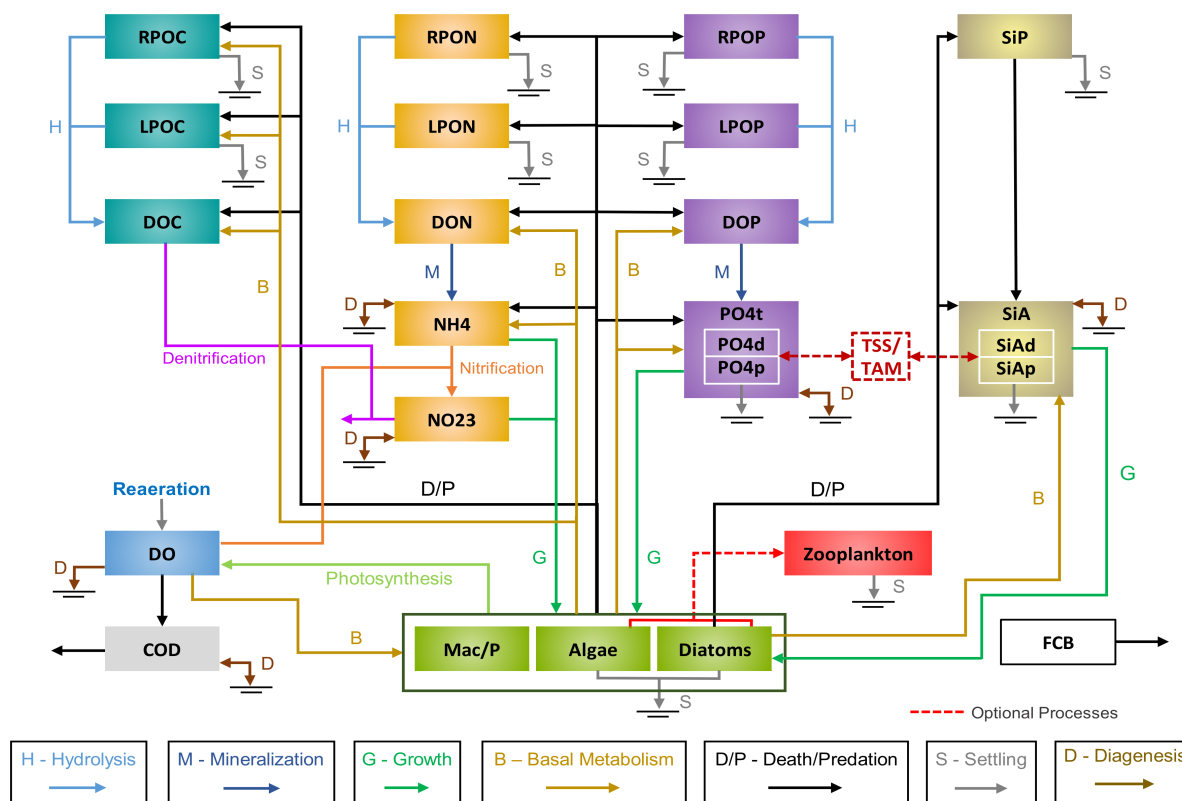 RPOC
RPON
RPOP
SiP
S
S
S
S
H
LPOC
H
LPON
LPOP
H
S
S
S
DOC
DON
DOP
B
M
B
B
M
D
NH4
PO4t
SiA
D
PO4d
SiAd
TSS/
TAM
Denitrification
Nitrification
PO4p
SiAp
NO23
D
D
G
Reaeration
D/P
D/P
B
DO
Zooplankton
D
G
G
Photosynthesis
S
COD
B
Mac/P
Algae
Diatoms
FCB
D
S
Optional Processes
H - Hydrolysis
M - Mineralization
G - Growth
B – Basal Metabolism
D/P - Death/Predation
S - Settling
D - Diagenesis